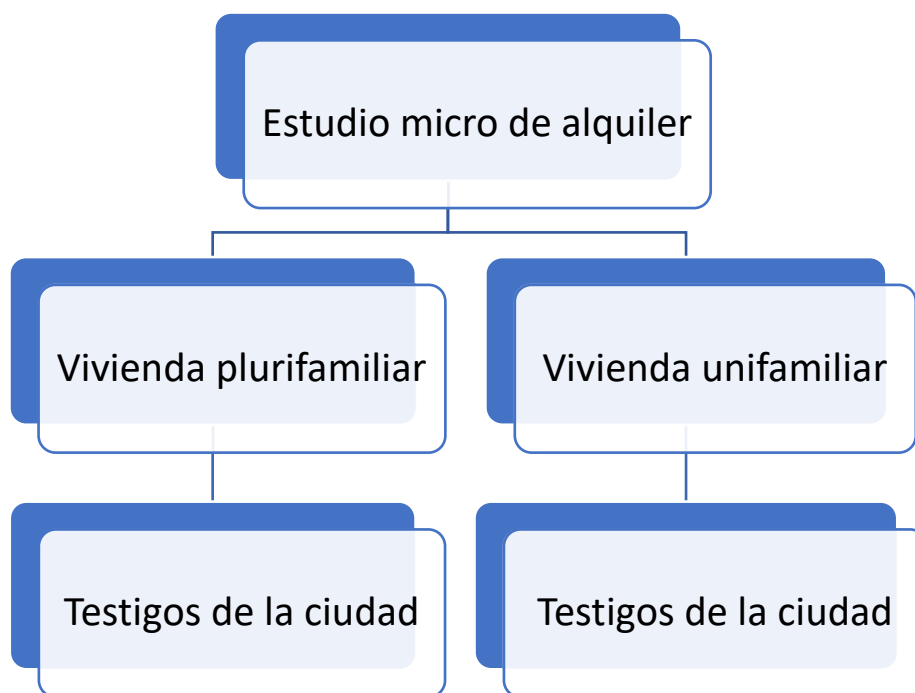 Estudio micro de alquiler
Vivienda plurifamiliar
Vivienda unifamiliar
Testigos de la ciudad
Testigos de la ciudad